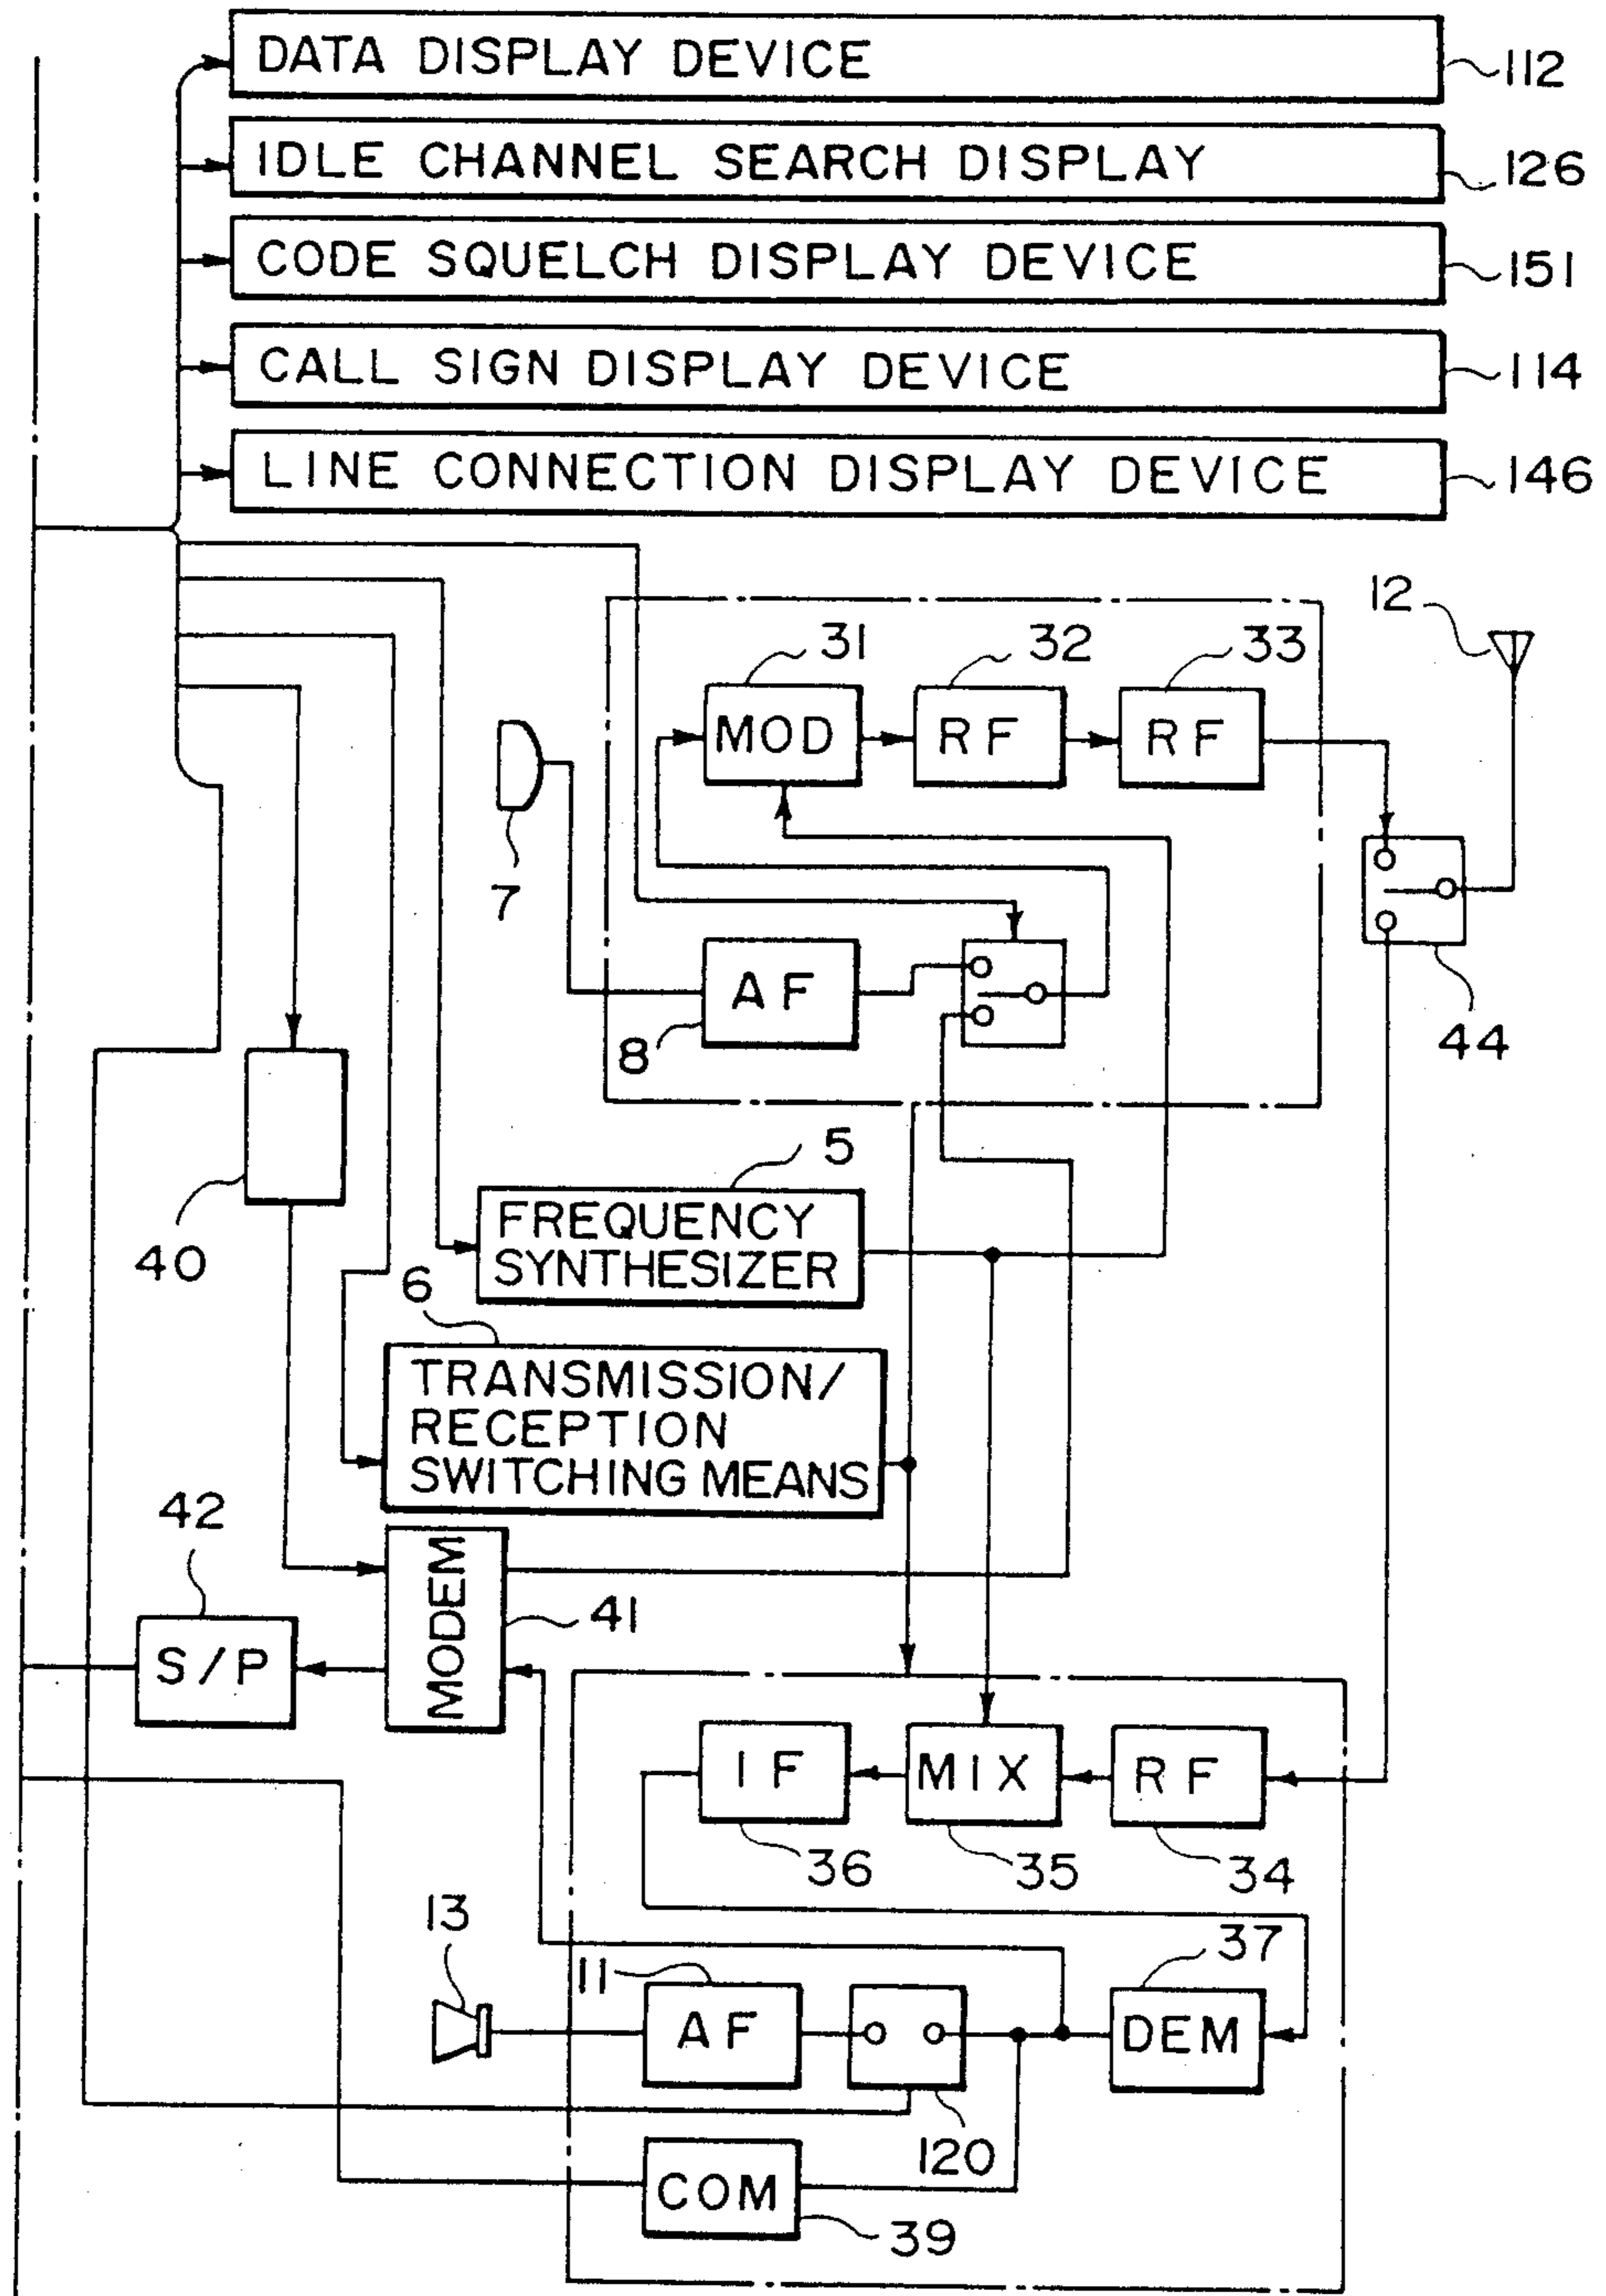 DATA DISPLAY DEVICE
112
IDLE CHANNEL SEARCH DISPLAY
126
CODE SQUELCH DISPLAY DEVICE
151
CALL SIGN DISPLAY DEVICE
114
LINE CONNECTION DISPLAY DEVICE
146
12
31
32
33
MOD
RF
RF
7
AF
8
44
5
FREQUENCY
SYNTHESIZER
40
6
TRANSMISSION/
RECEPTION
SWITCHING MEANS
42
MODEM
41
S/P
IF
MIX
RF
36
35
34
13
37
11
AF
DEM
120
COM
39